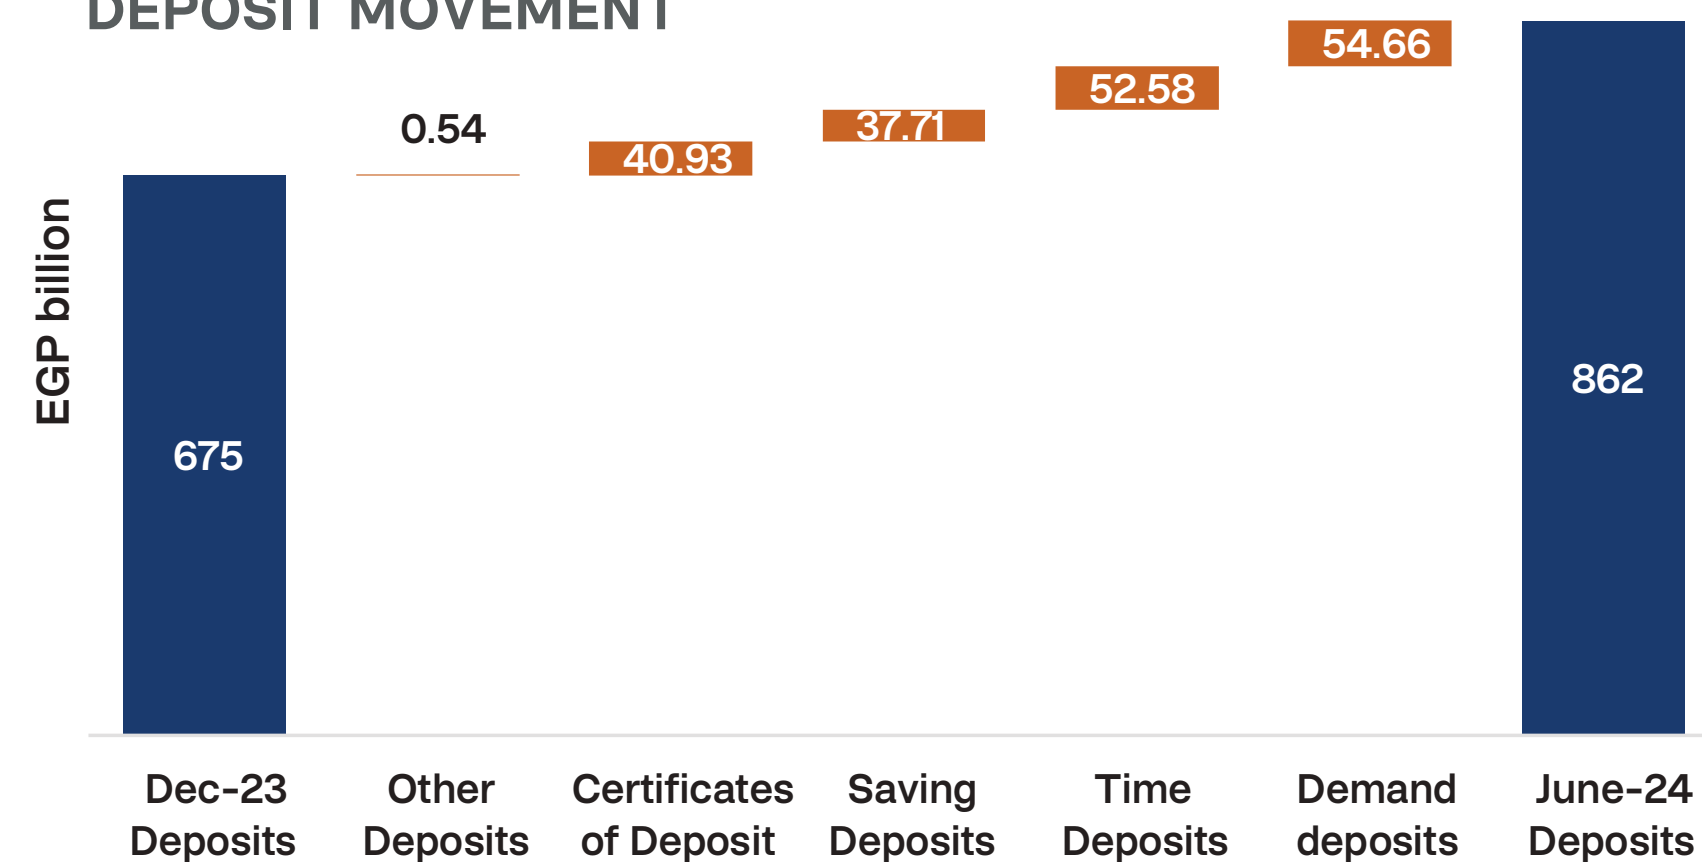 DEPOSIT MOVEMENT
EGP billion
675
0.54
40.93
37.71
52.58
54.66
862
Dec-23
Deposits
Other
Deposits
Certificates
of Deposit
Saving
Deposits
Time
Deposits
Demand
deposits
June-24
Deposits